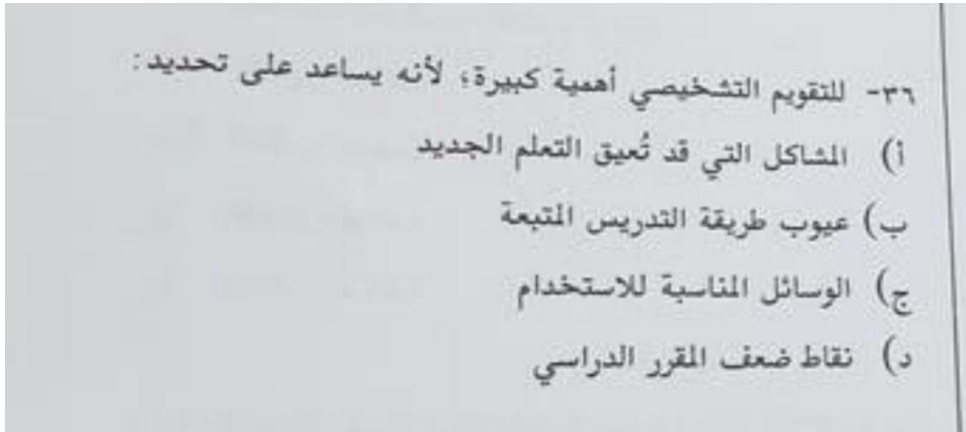 ٣٦- للتقويم التشخيصي أهمية كبيرة؛ لأنه يساعد على تحديد:
أ) المشاكل التي قد تُعيق التعلم الجديد
ب) عيوب طريقة التدريس المتبعة
ج) الوسائل المناسبة للاستخدام
د) نقاط ضعف المقرر الدراسي